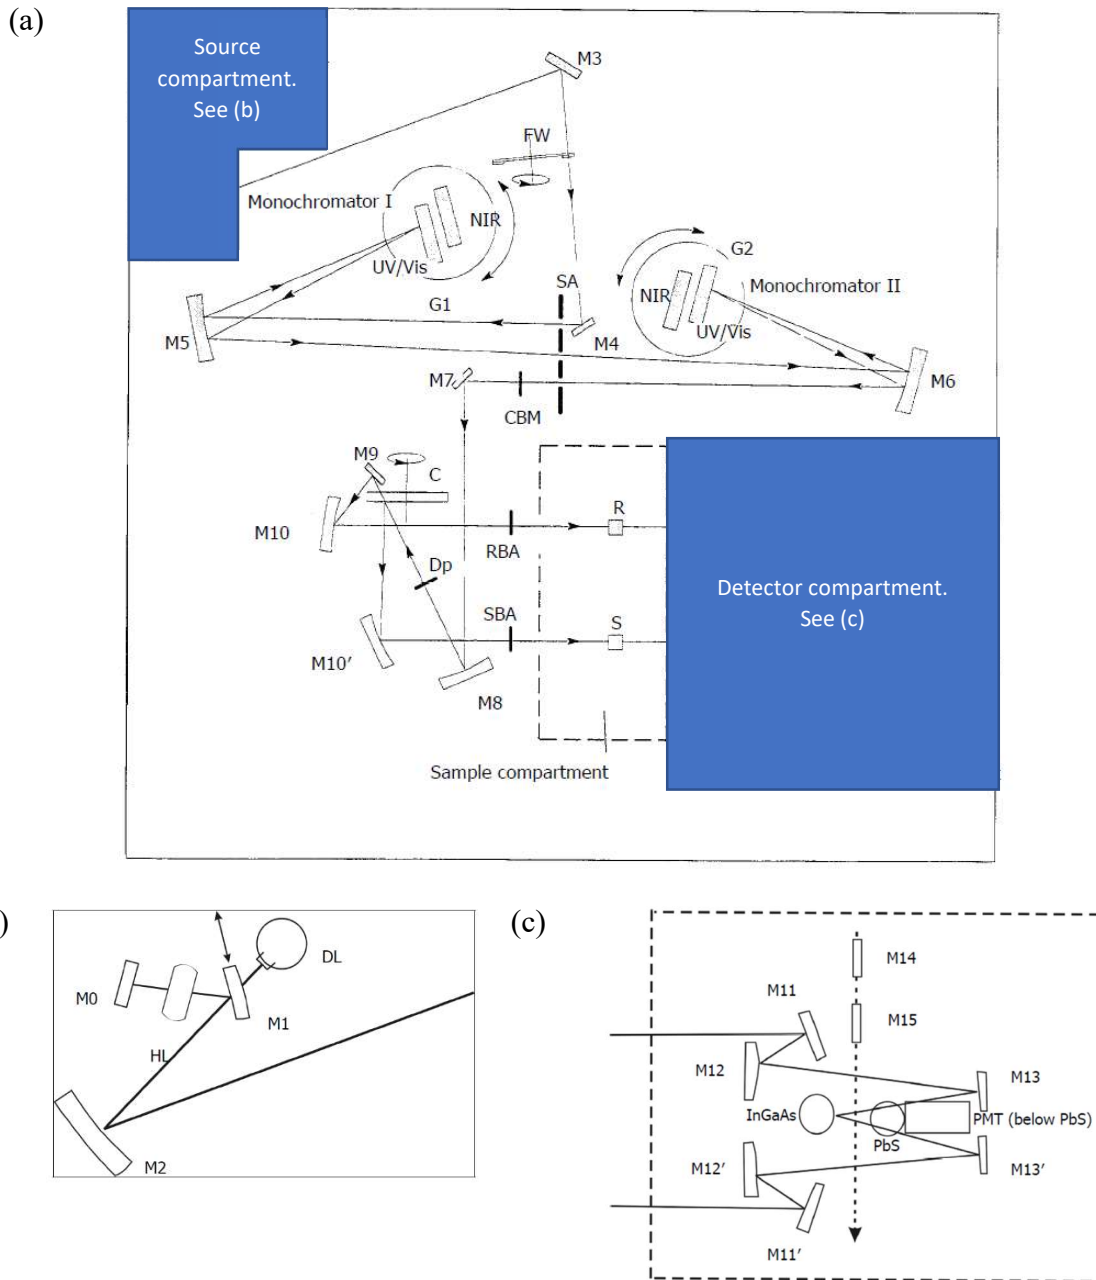 (a)
Source
compartment.
See (b)
M3
FW
Monochromator I
NIR
UV/Vis
G1
SA
G2
NIR
Monochromator II
UV/Vis
M4
M5
M6
M7
CBM
M9
C
M10
R
RBA
Dp
SBA
S
M10'
M8
Sample compartment
Detector compartment.
See (c)
)
M0
DL
M1
HL
M2
(c)
M14
M11
M15
M12
M13
InGaAs
PMT (below PbS)
PbS
M12'
M13'
M11'